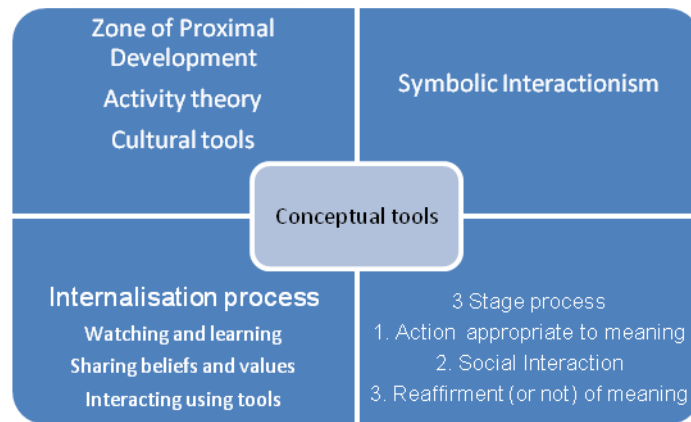 Zone of Proximal
Development
Activity theory
Cultural tools
Symbolic Interactionism
Conceptual tools
Internalisation process
Watching and learning
Sharing beliefs and values
Interacting using tools
3 Stage process
1. Action appropriate to meaning
2. Social Interaction
3. Reaffirment (or not) of meaning